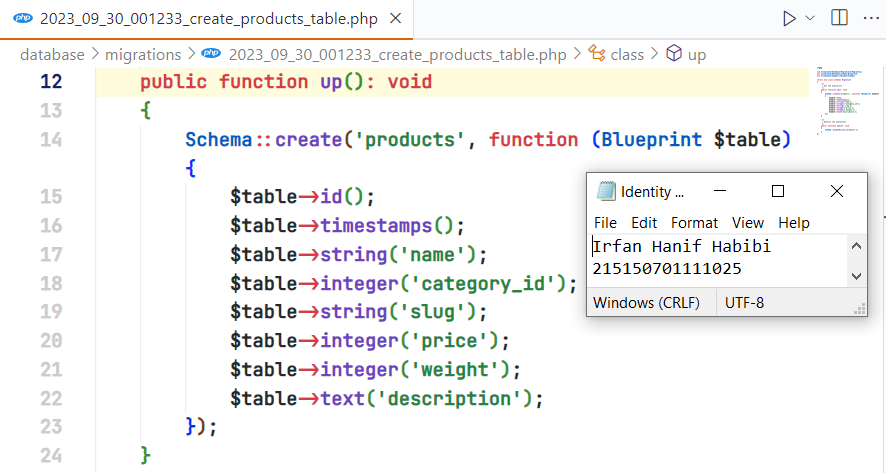 php 2023_09_30_001233_create_products_table.php
database > migrations > php 2023_09_30_001233_create_products_table.php > class > up
12 public function up(): void
13 {
14 Schema::create('products', function (Blueprint $table)
{
15 $table->id();
16 $table->timestamps();
17 $table->string('name');
18 $table->integer('category_id');
19 $table->string('slug');
20 $table->integer('price');
21 $table->integer('weight');
22 $table->text('description');
23 });
24 }
Identity ...
File Edit Format View Help
Irfan Hanif Habibi
215150701111025
Windows (CRLF) UTF-8